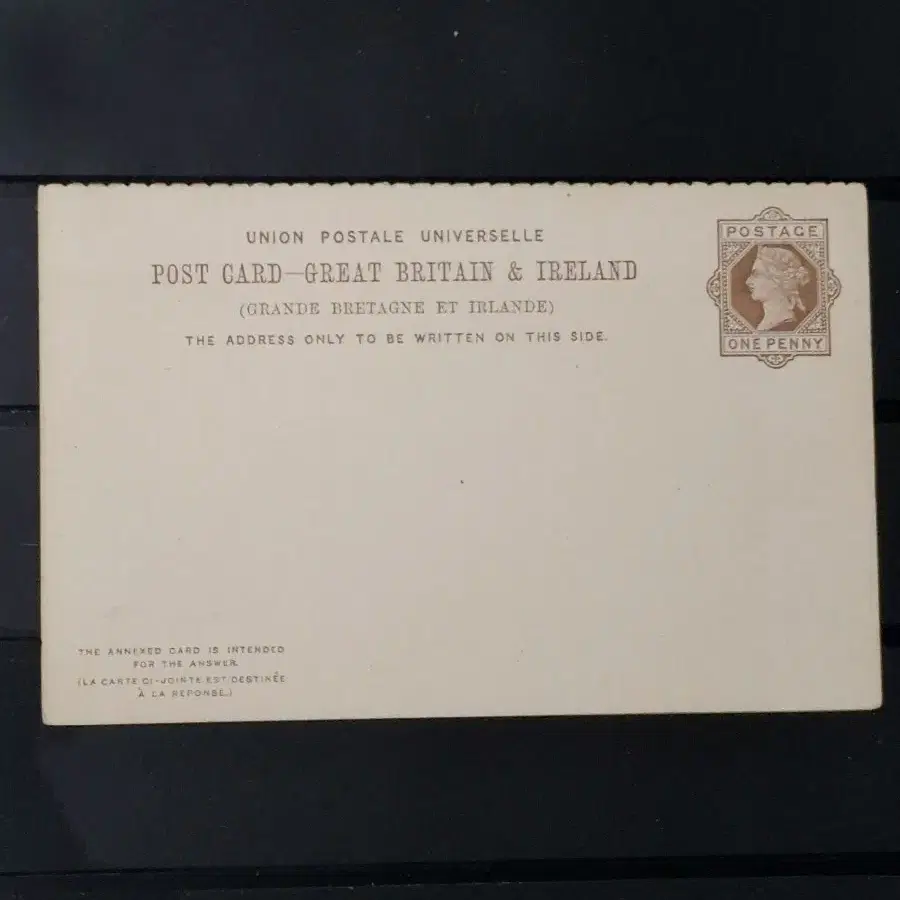 UNION POSTALE UNIVERSELLE
POST CARD—GREAT BRITAIN & IRELAND
(GRANDE BRETAGNE ET IRLANDE)
THE ADDRESS ONLY TO BE WRITTEN ON THIS SIDE.
POSTAGE
ONE PENNY
THE ANNEXED CARD IS INTENDED
FOR THE ANSWER.
(LA CARTE CI-JOINTE EST DESTINÉE
À LA REPONSE.)